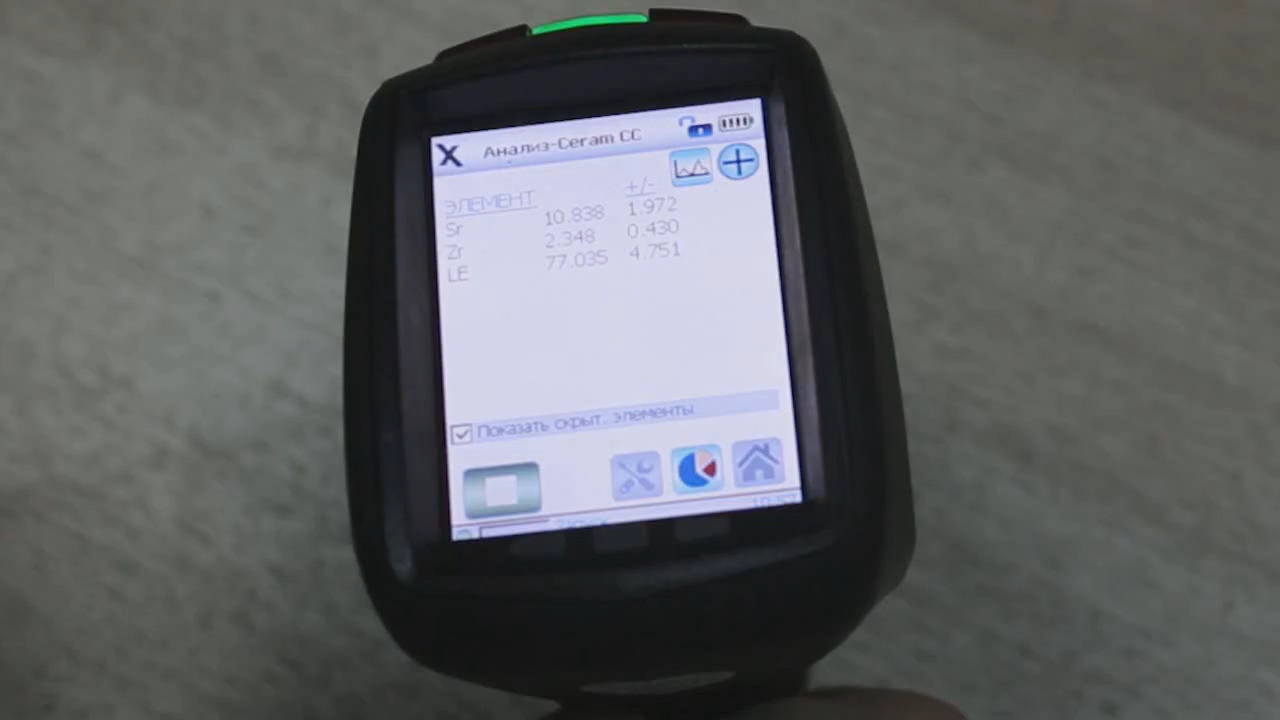 X Анализ-Ceram CC
ЭЛЕМЕНТ +/-
Sr 10.838 1.972
Zr 2.348 0.430
LE 77.035 4.751
Показать скрыт. элементы